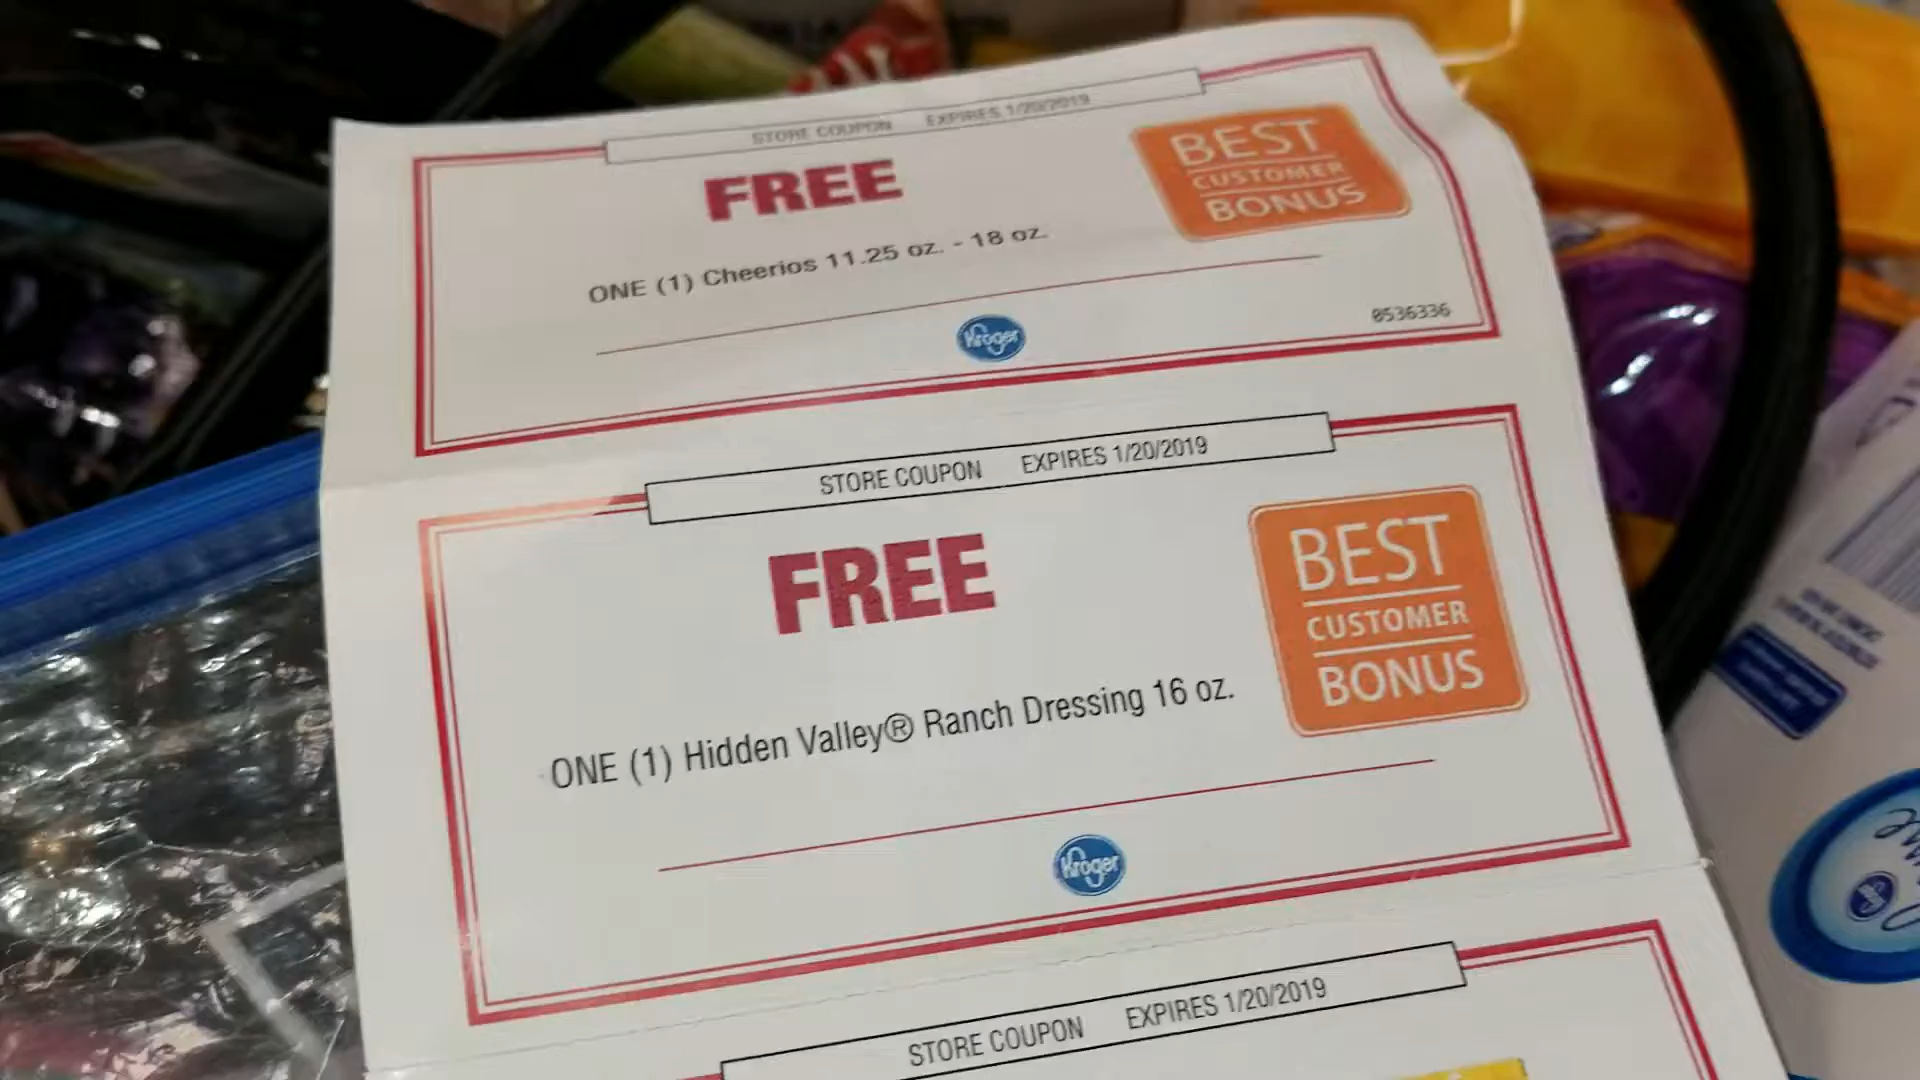 STORE COUPON EXPIRES 1/20/2019
FREE
BEST
CUSTOMER
BONUS
ONE (1) Cheerios 11.25 oz. - 18 oz.
Kroger
0536336
STORE COUPON EXPIRES 1/20/2019
FREE
BEST
CUSTOMER
BONUS
ONE (1) Hidden Valley® Ranch Dressing 16 oz.
Kroger
STORE COUPON EXPIRES 1/20/2019